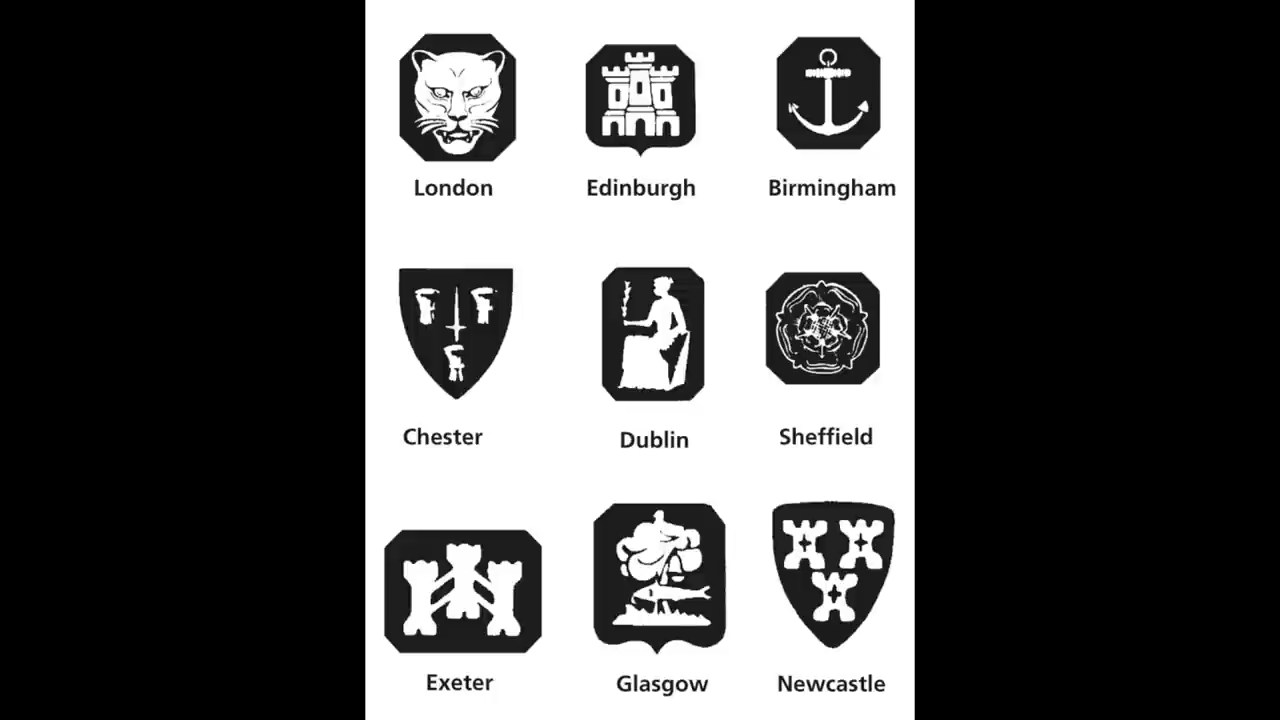 London
Edinburgh
Birmingham
Chester
Dublin
Sheffield
Exeter
Glasgow
Newcastle